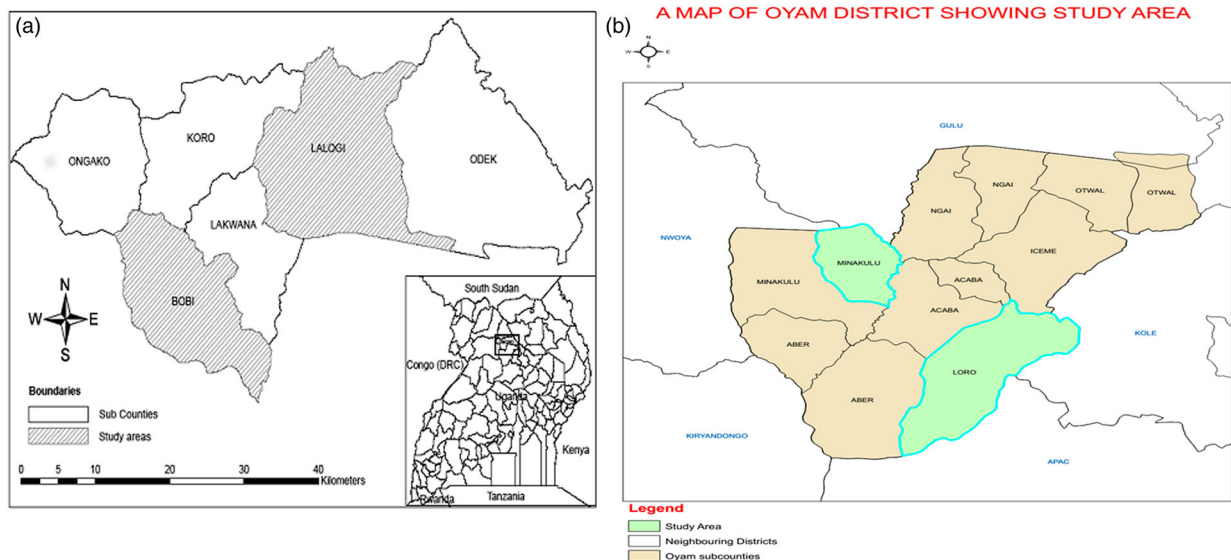 (a)
ONGAKO
KORO
LALOGI
ODEK
LAKWANA
BOBI
N
W E
S
Boundaries
Sub Counties
Study areas
0 5 10 20 30 40
Kilometers
South Sudan
Congo (DRC)
Uganda
Kenya
Rwanda
Tanzania
(b)
A MAP OF OYAM DISTRICT SHOWING STUDY AREA
N
W E
S
GULU
NGAI
NGAI
OTWAL
OTWAL
NWOYA
MINAKULU
ICEME
MINAKULU
ACABA
ACABA
KOLE
ABER
LORO
ABER
KIRYANDONGO
APAC
Legend
Study Area
Neighbouring Districts
Oyam subcounties